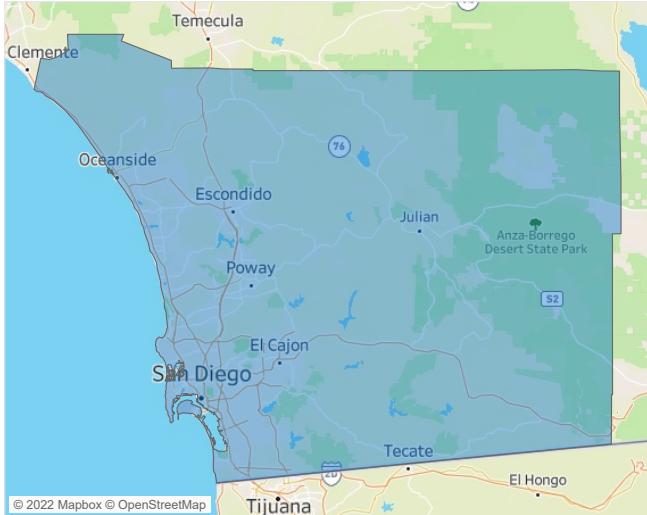 Temecula
Clemente
76
Oceanside
Escondido
Julian
Anza-Borrego
Desert State Park
Poway
S2
El Cajon
San Diego
Tecate
2D
El Hongo
Tijuana
© 2022 Mapbox © OpenStreetMap